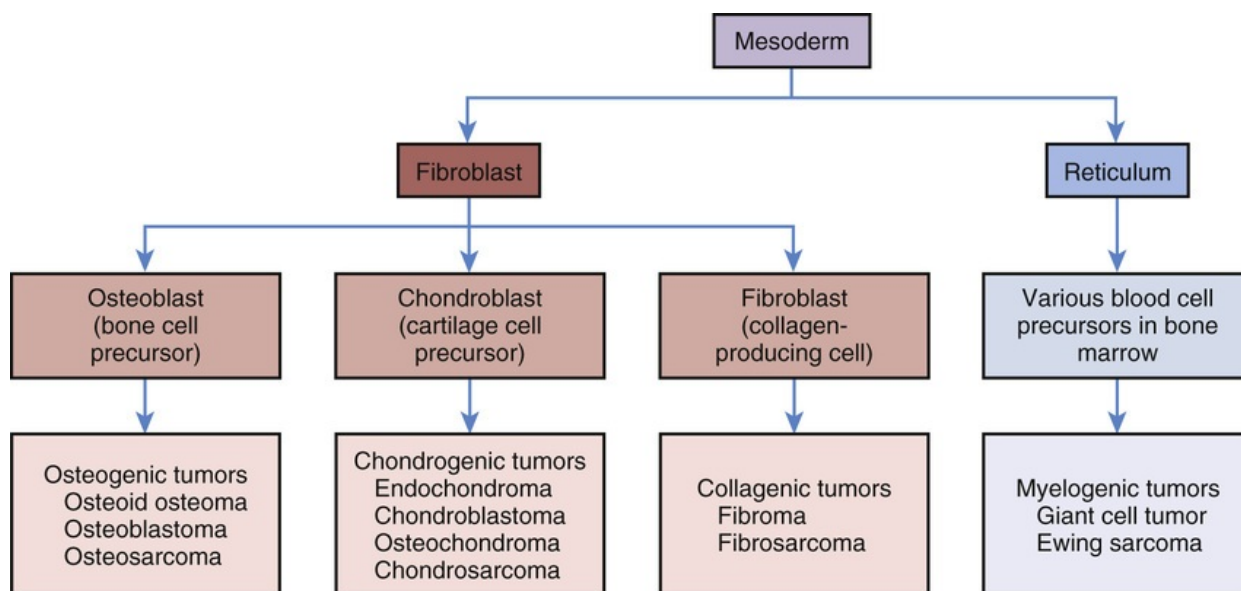 Mesoderm
Fibroblast
Reticulum
Osteoblast
(bone cell
precursor)
Chondroblast
(cartilage cell
precursor)
Fibroblast
(collagen-
producing cell)
Various blood cell
precursors in bone
marrow
Osteogenic tumors
Osteoid osteoma
Osteoblastoma
Osteosarcoma
Chondrogenic tumors
Endochondroma
Chondroblastoma
Osteochondroma
Chondrosarcoma
Collagenic tumors
Fibroma
Fibrosarcoma
Myelogenic tumors
Giant cell tumor
Ewing sarcoma